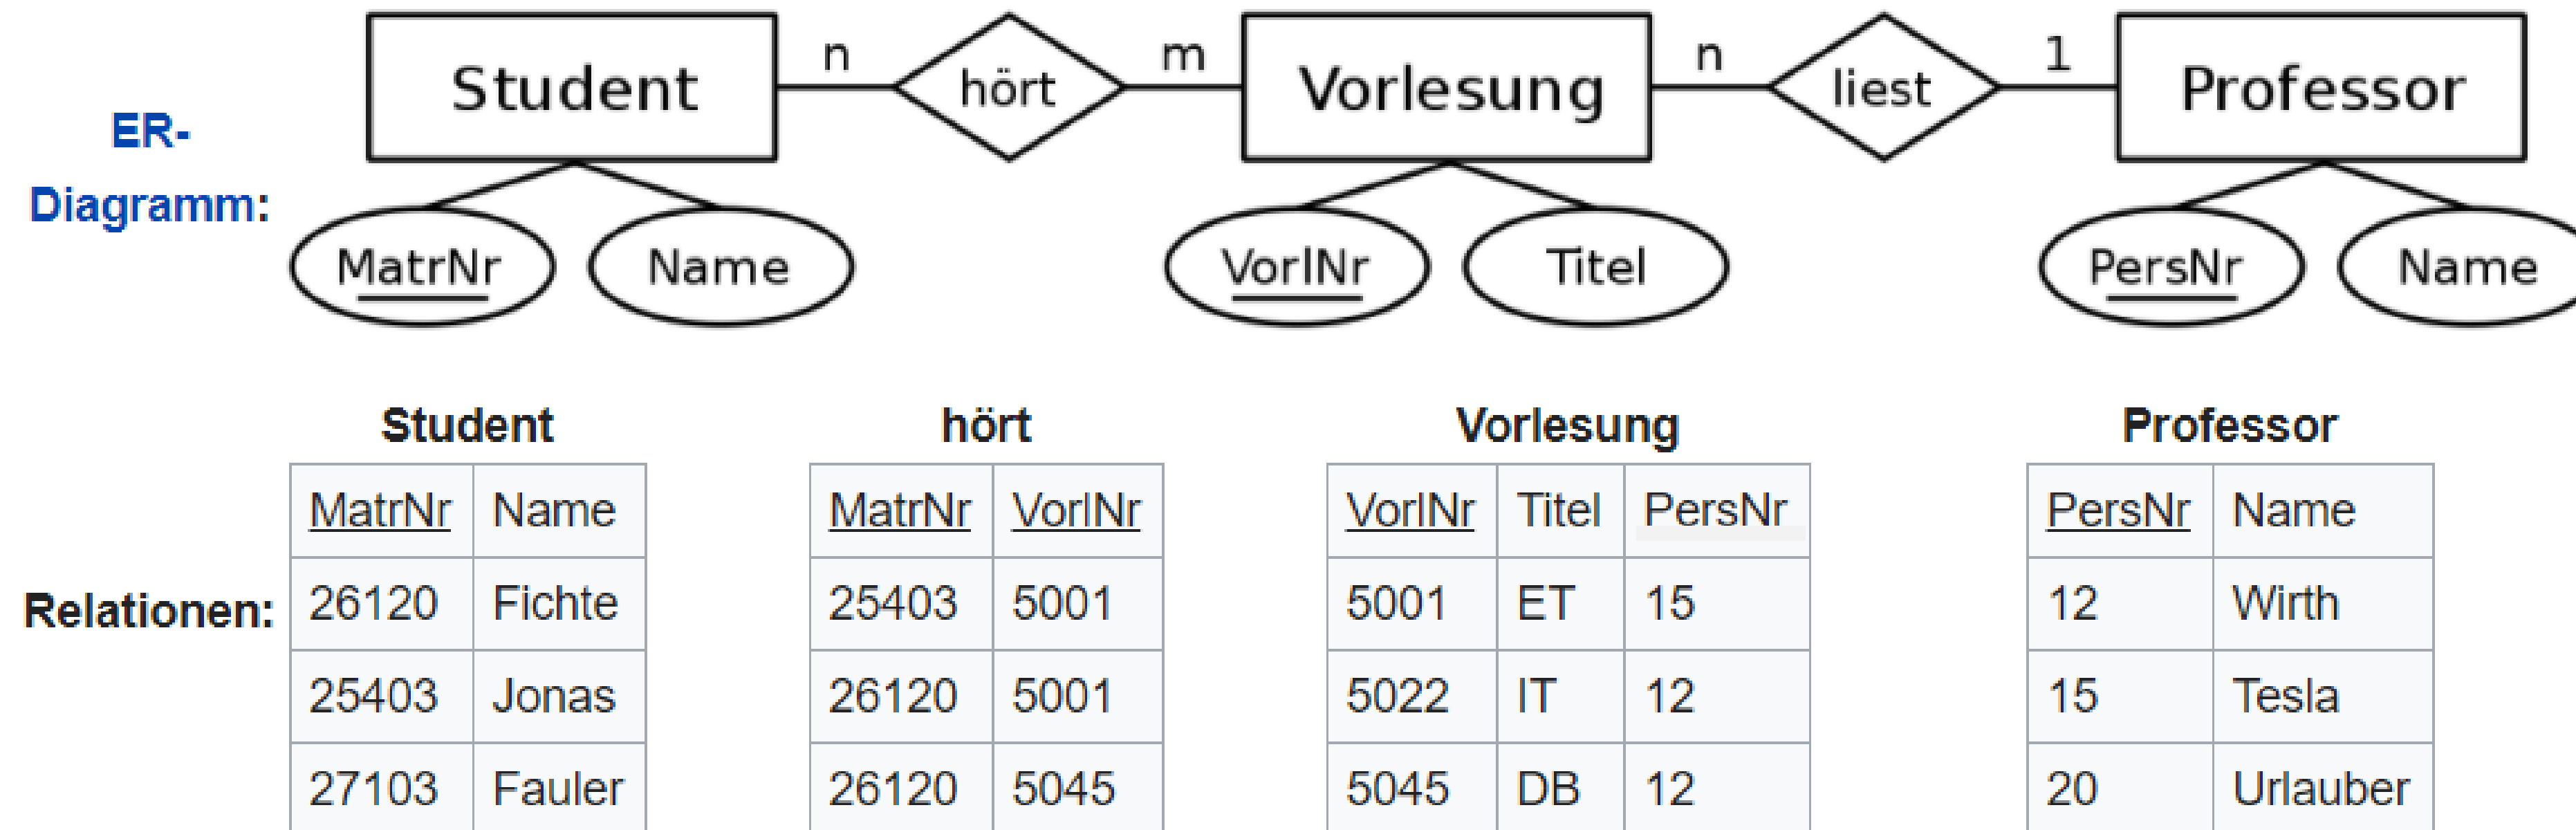 Student n hört m Vorlesung n liest 1 Professor
ER-
Diagramm:
MatrNr Name VorlNr Titel PersNr Name
Student hört Vorlesung Professor
MatrNr Name MatrNr VorlNr VorlNr Titel PersNr PersNr Name
Relationen: 26120 Fichte 25403 5001 5001 ET 15 12 Wirth
25403 Jonas 26120 5001 5022 IT 12 15 Tesla
27103 Fauler 26120 5045 5045 DB 12 20 Urlauber